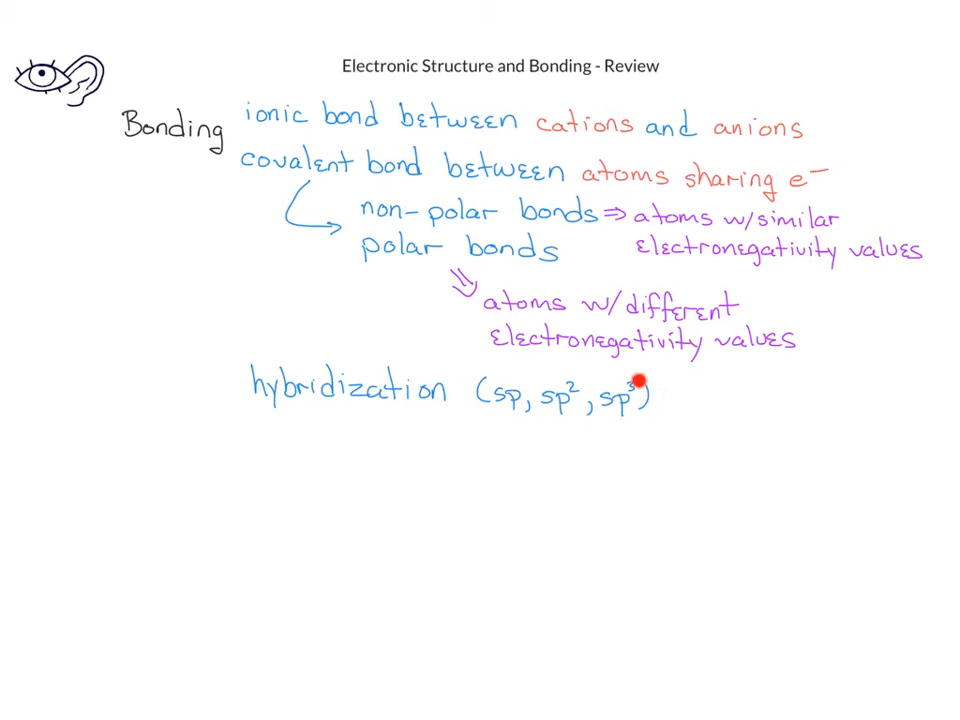 Electronic Structure and Bonding - Review
Bonding
ionic bond between cations and anions
covalent bond between atoms sharing e⁻
non-polar bonds ⇒ atoms w/similar
electronegativity values
polar bonds
atoms w/different
electronegativity values
hybridization (sp, sp², sp³)